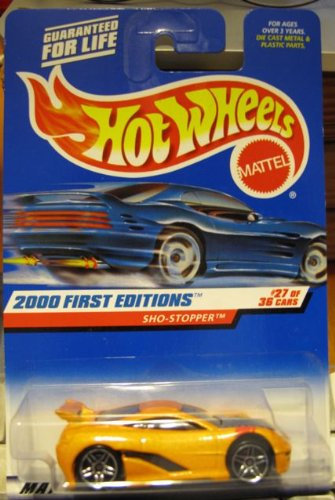 GUARANTEED
FOR LIFE
FOR AGES
OVER 3 YEARS.
DIE CAST METAL &
PLASTIC PARTS.
HOT WHEELS
MATTEL
®
2000 FIRST EDITIONS™
SHO-STOPPER™
#27 OF
36 CARS